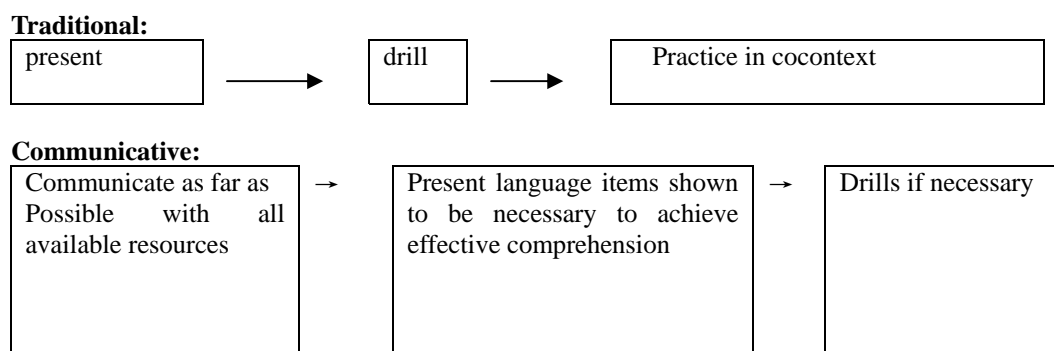 Traditional:
present
drill
Practice in cocontext
Communicative:
Communicate as far as
Possible with all
available resources
Present language items shown
to be necessary to achieve
effective comprehension
Drills if necessary